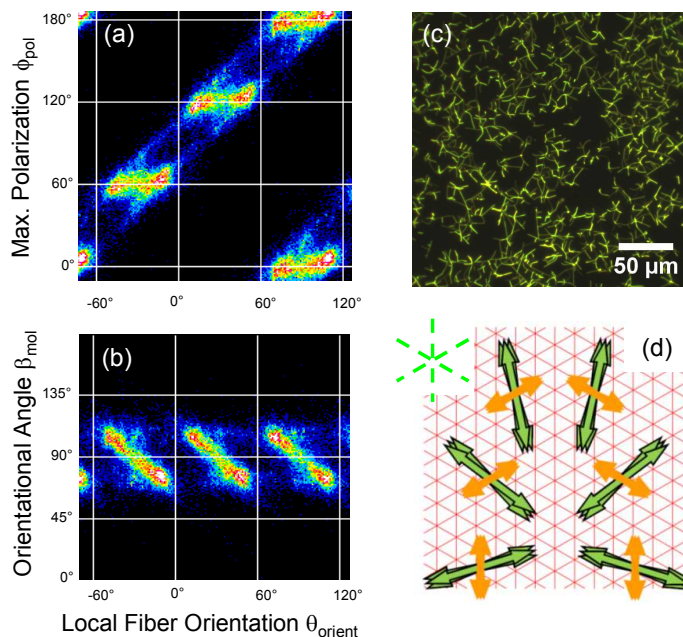 (a)
Max. Polarization ϕpol
180°
120°
60°
0°
-60° 0° 60° 120°
(b)
Orientational Angle βmol
135°
90°
45°
0°
-60° 0° 60° 120°
Local Fiber Orientation θorient
(c)
50 µm
(d)